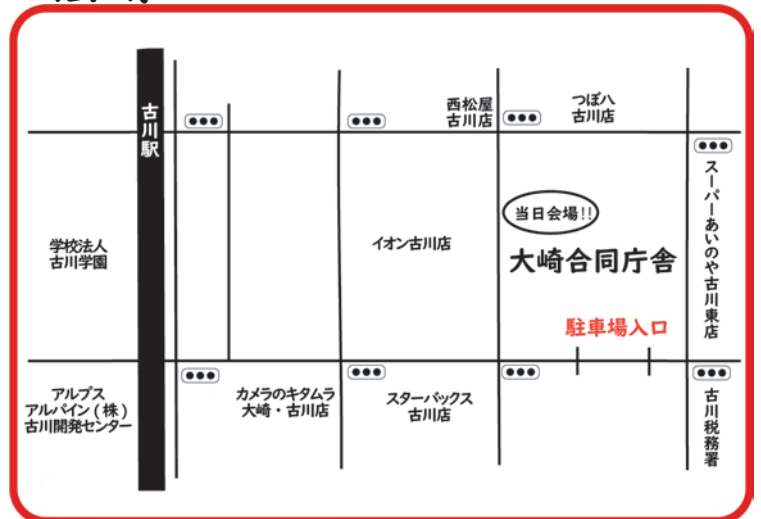 古川駅
西松屋
古川店
つぼ八
古川店
スーパーあいのや古川東店
当日会場!!
学校法人
古川学園
イオン古川店
大崎合同庁舎
駐車場入口
アルプス
アルパイン(株)
古川開発センター
カメラのキタムラ
大崎・古川店
スターバックス
古川店
古川税務署